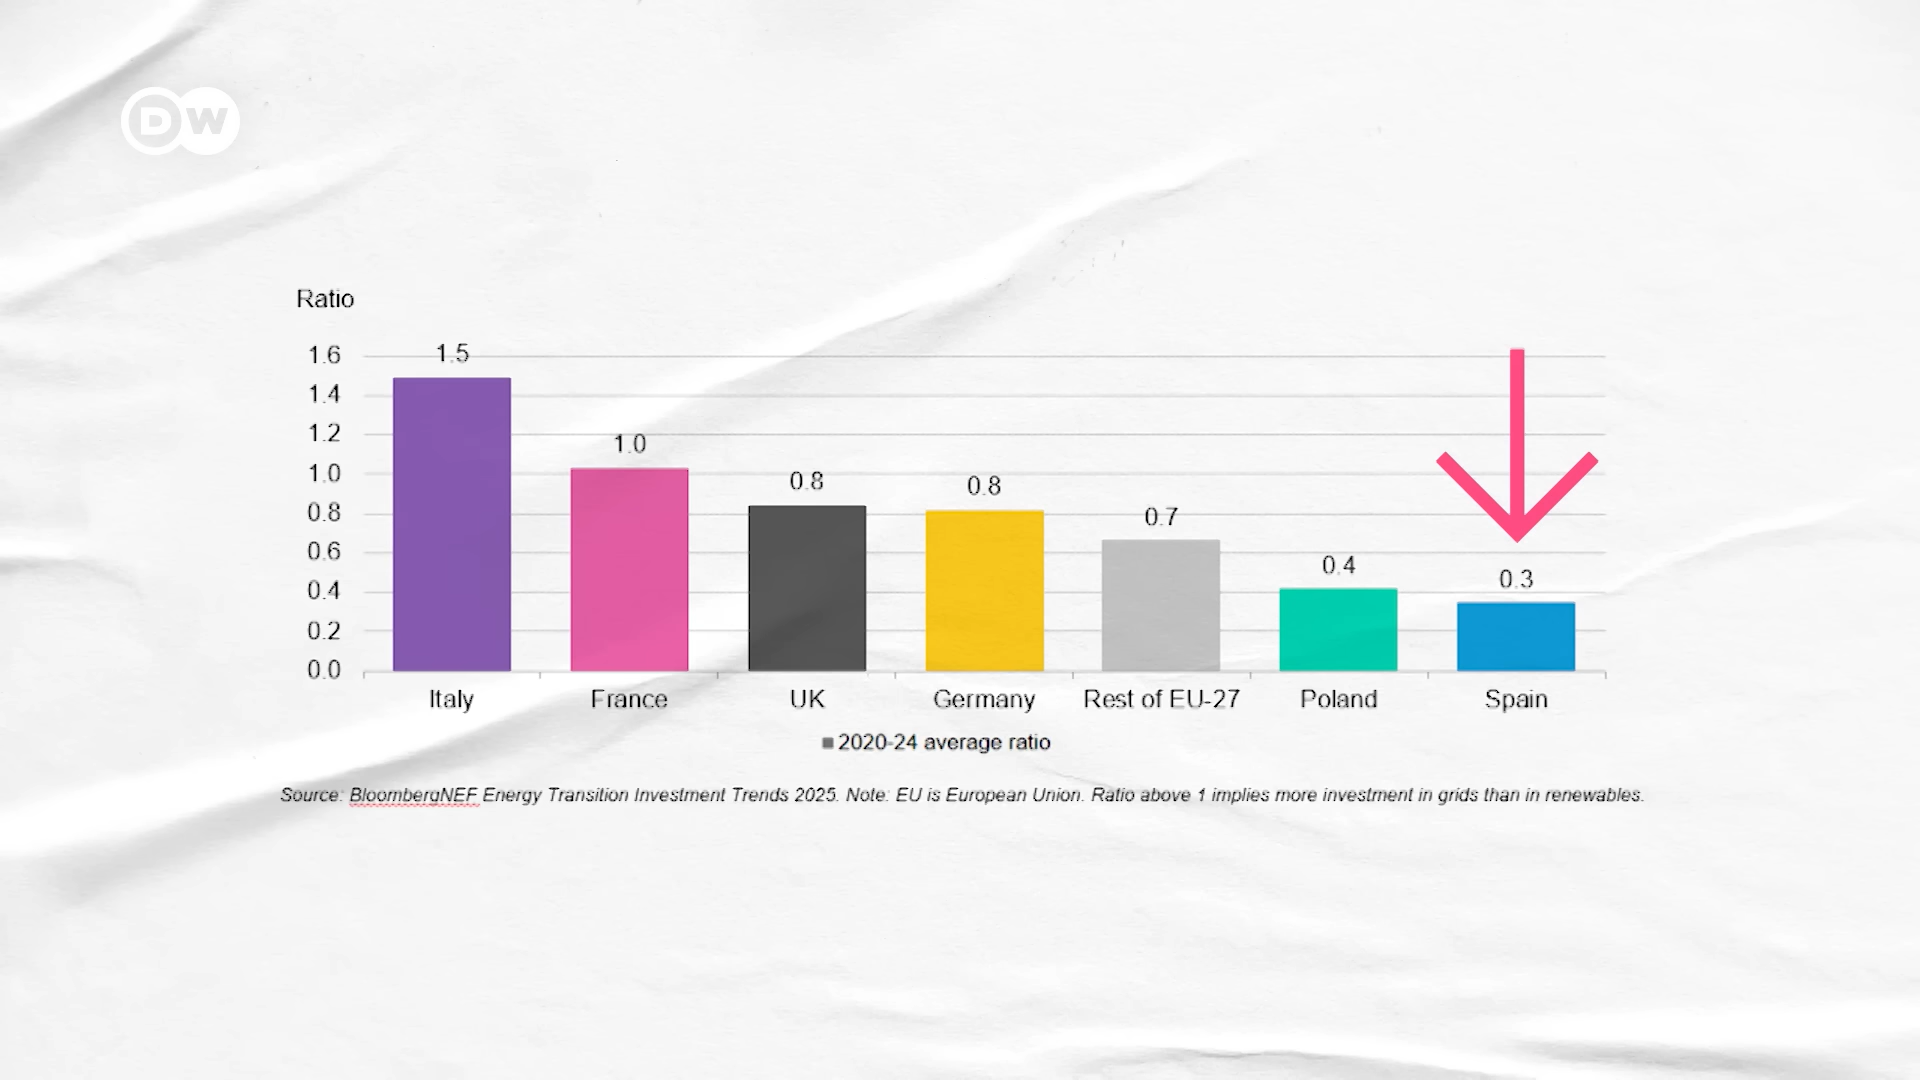 DW
Ratio
1.6
1.4
1.2
1.0
0.8
0.6
0.4
0.2
0.0
1.5
1.0
0.8
0.8
0.7
0.4
0.3
Italy
France
UK
Germany
Rest of EU-27
Poland
Spain
2020-24 average ratio
Source: BloombergNEF Energy Transition Investment Trends 2025. Note: EU is European Union. Ratio above 1 implies more investment in grids than in renewables.